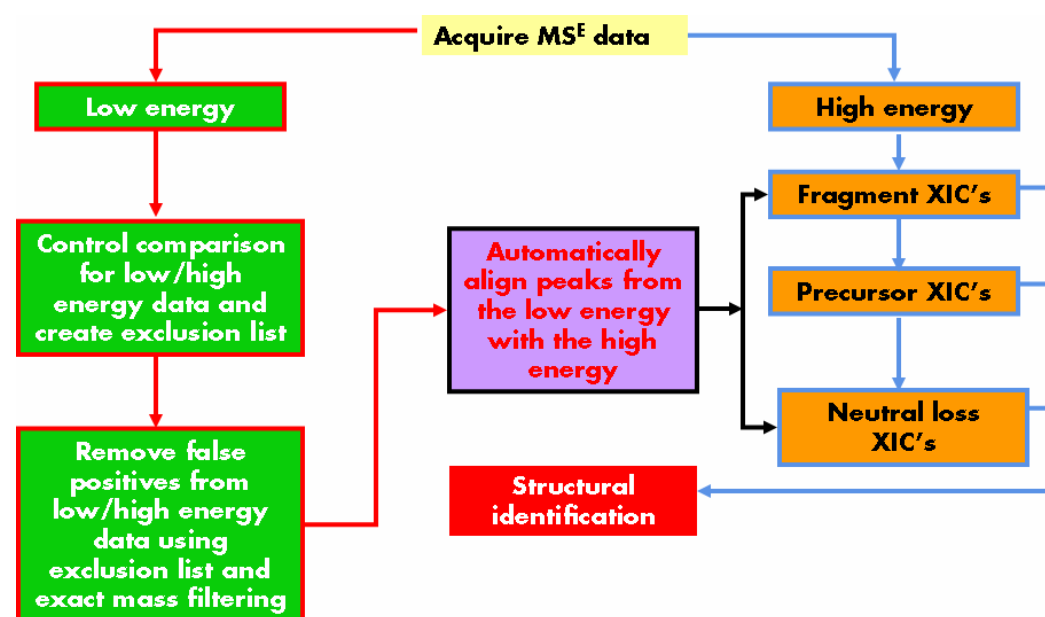 Acquire MSᴱ data
Low energy
High energy
Fragment XIC's
Control comparison
for low/high
energy data and
create exclusion list
Automatically
align peaks from
the low energy
with the high
energy
Precursor XIC's
Neutral loss
XIC's
Remove false
positives from
low/high energy
data using
exclusion list and
exact mass filtering
Structural
identification